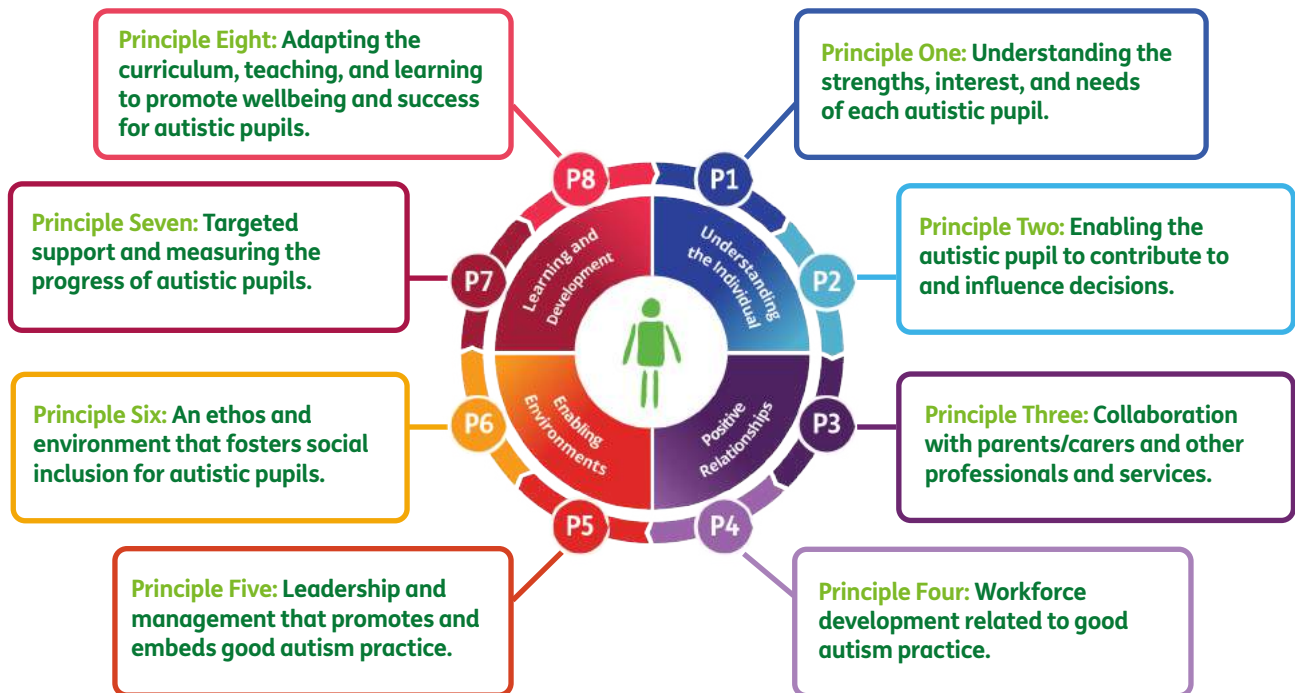 Principle One: Understanding the
strengths, interest, and needs
of each autistic pupil.
Principle Two: Enabling the
autistic pupil to contribute to
and influence decisions.
Principle Three: Collaboration
with parents/carers and other
professionals and services.
Principle Four: Workforce
development related to good
autism practice.
Principle Five: Leadership and
management that promotes and
embeds good autism practice.
Principle Six: An ethos and
environment that fosters social
inclusion for autistic pupils.
Principle Seven: Targeted
support and measuring the
progress of autistic pupils.
Principle Eight: Adapting the
curriculum, teaching, and learning
to promote wellbeing and success
for autistic pupils.
P1
P2
P3
P4
P5
P6
P7
P8
Understanding
the Individual
Positive
Relationships
Enabling
Environments
Learning and
Development